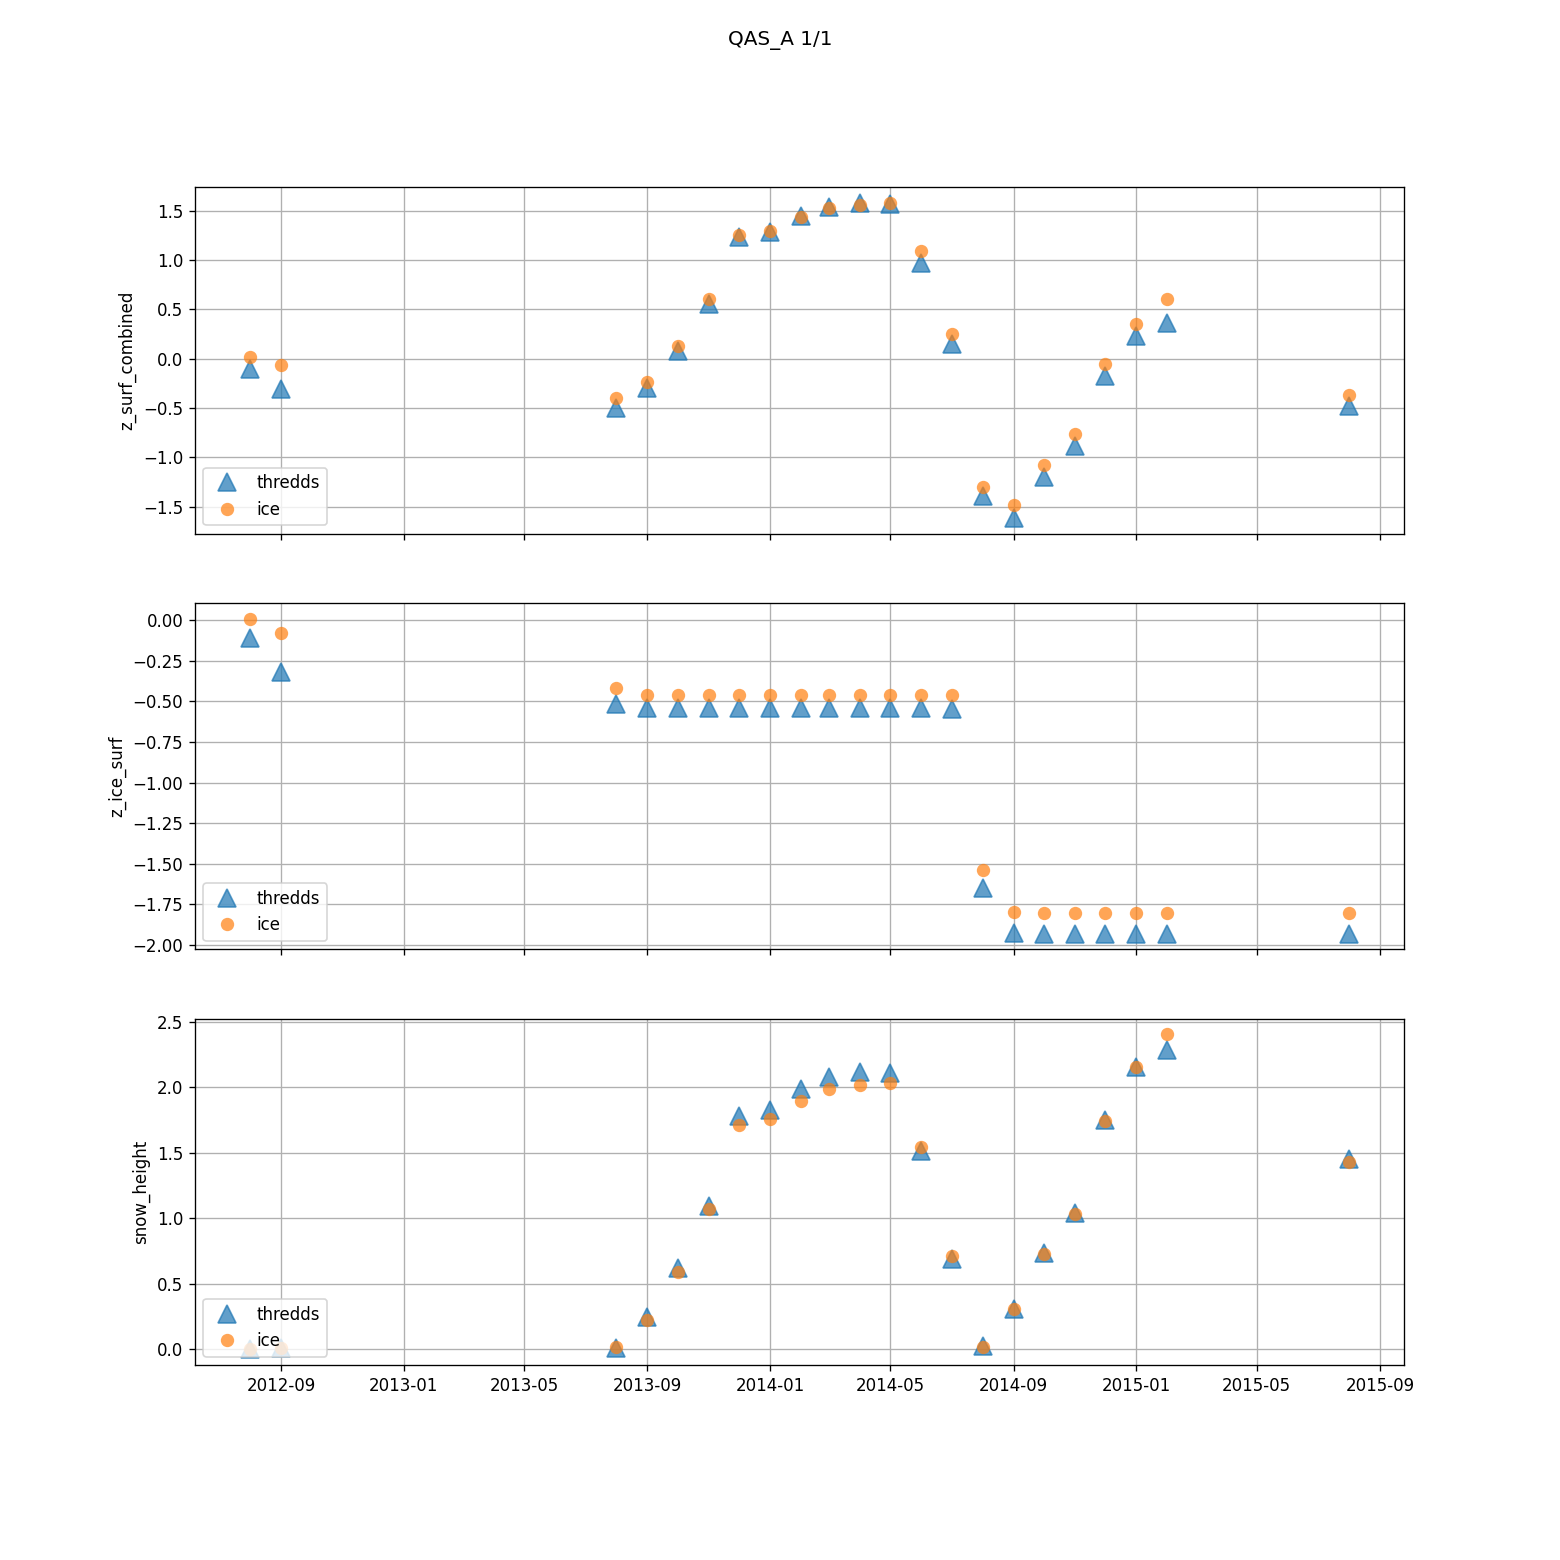 QAS_A 1/1
z_surf_combined
1.5
1.0
0.5
0.0
−0.5
−1.0
−1.5
thredds
ice
z_ice_surf
0.00
−0.25
−0.50
−0.75
−1.00
−1.25
−1.50
−1.75
−2.00
thredds
ice
snow_height
2.5
2.0
1.5
1.0
0.5
0.0
thredds
ice
2012-09 2013-01 2013-05 2013-09 2014-01 2014-05 2014-09 2015-01 2015-05 2015-09